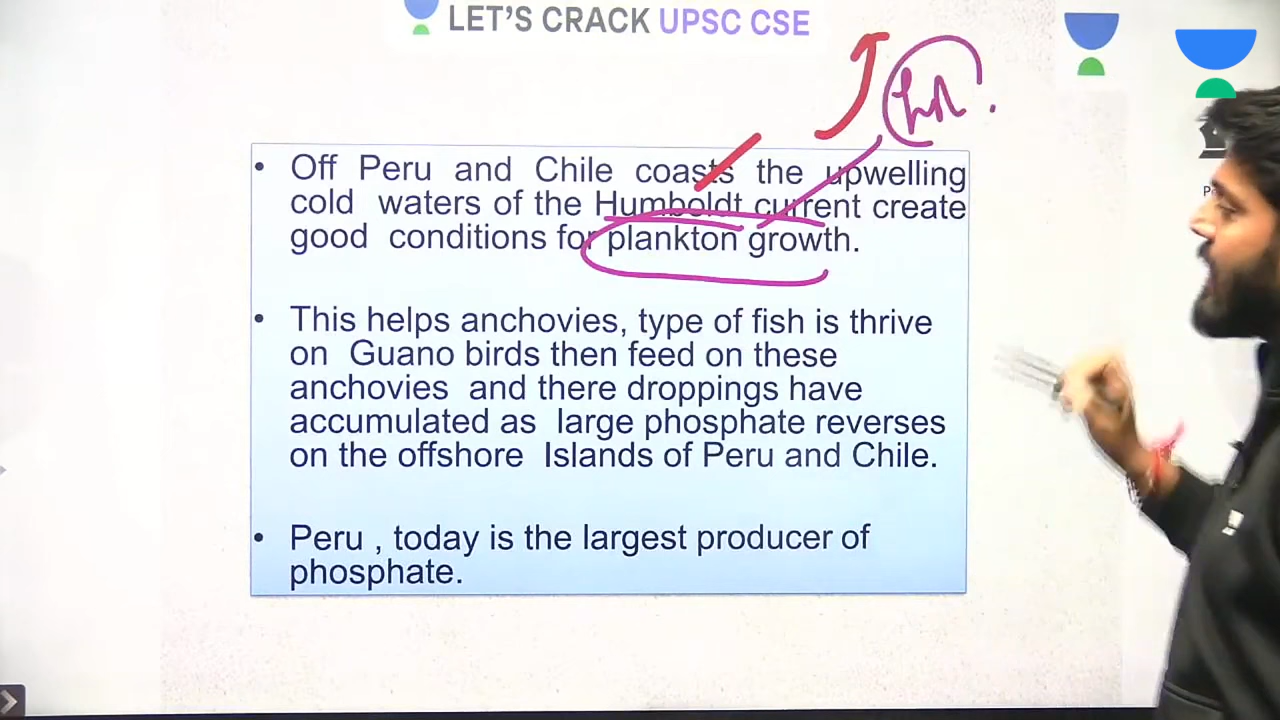 LET'S CRACK UPSC CSE
• Off Peru and Chile coasts the upwelling
cold waters of the Humboldt current create
good conditions for plankton growth.
• This helps anchovies, type of fish is thrive
on Guano birds then feed on these
anchovies and there droppings have
accumulated as large phosphate reverses
on the offshore Islands of Peru and Chile.
• Peru , today is the largest producer of
phosphate.